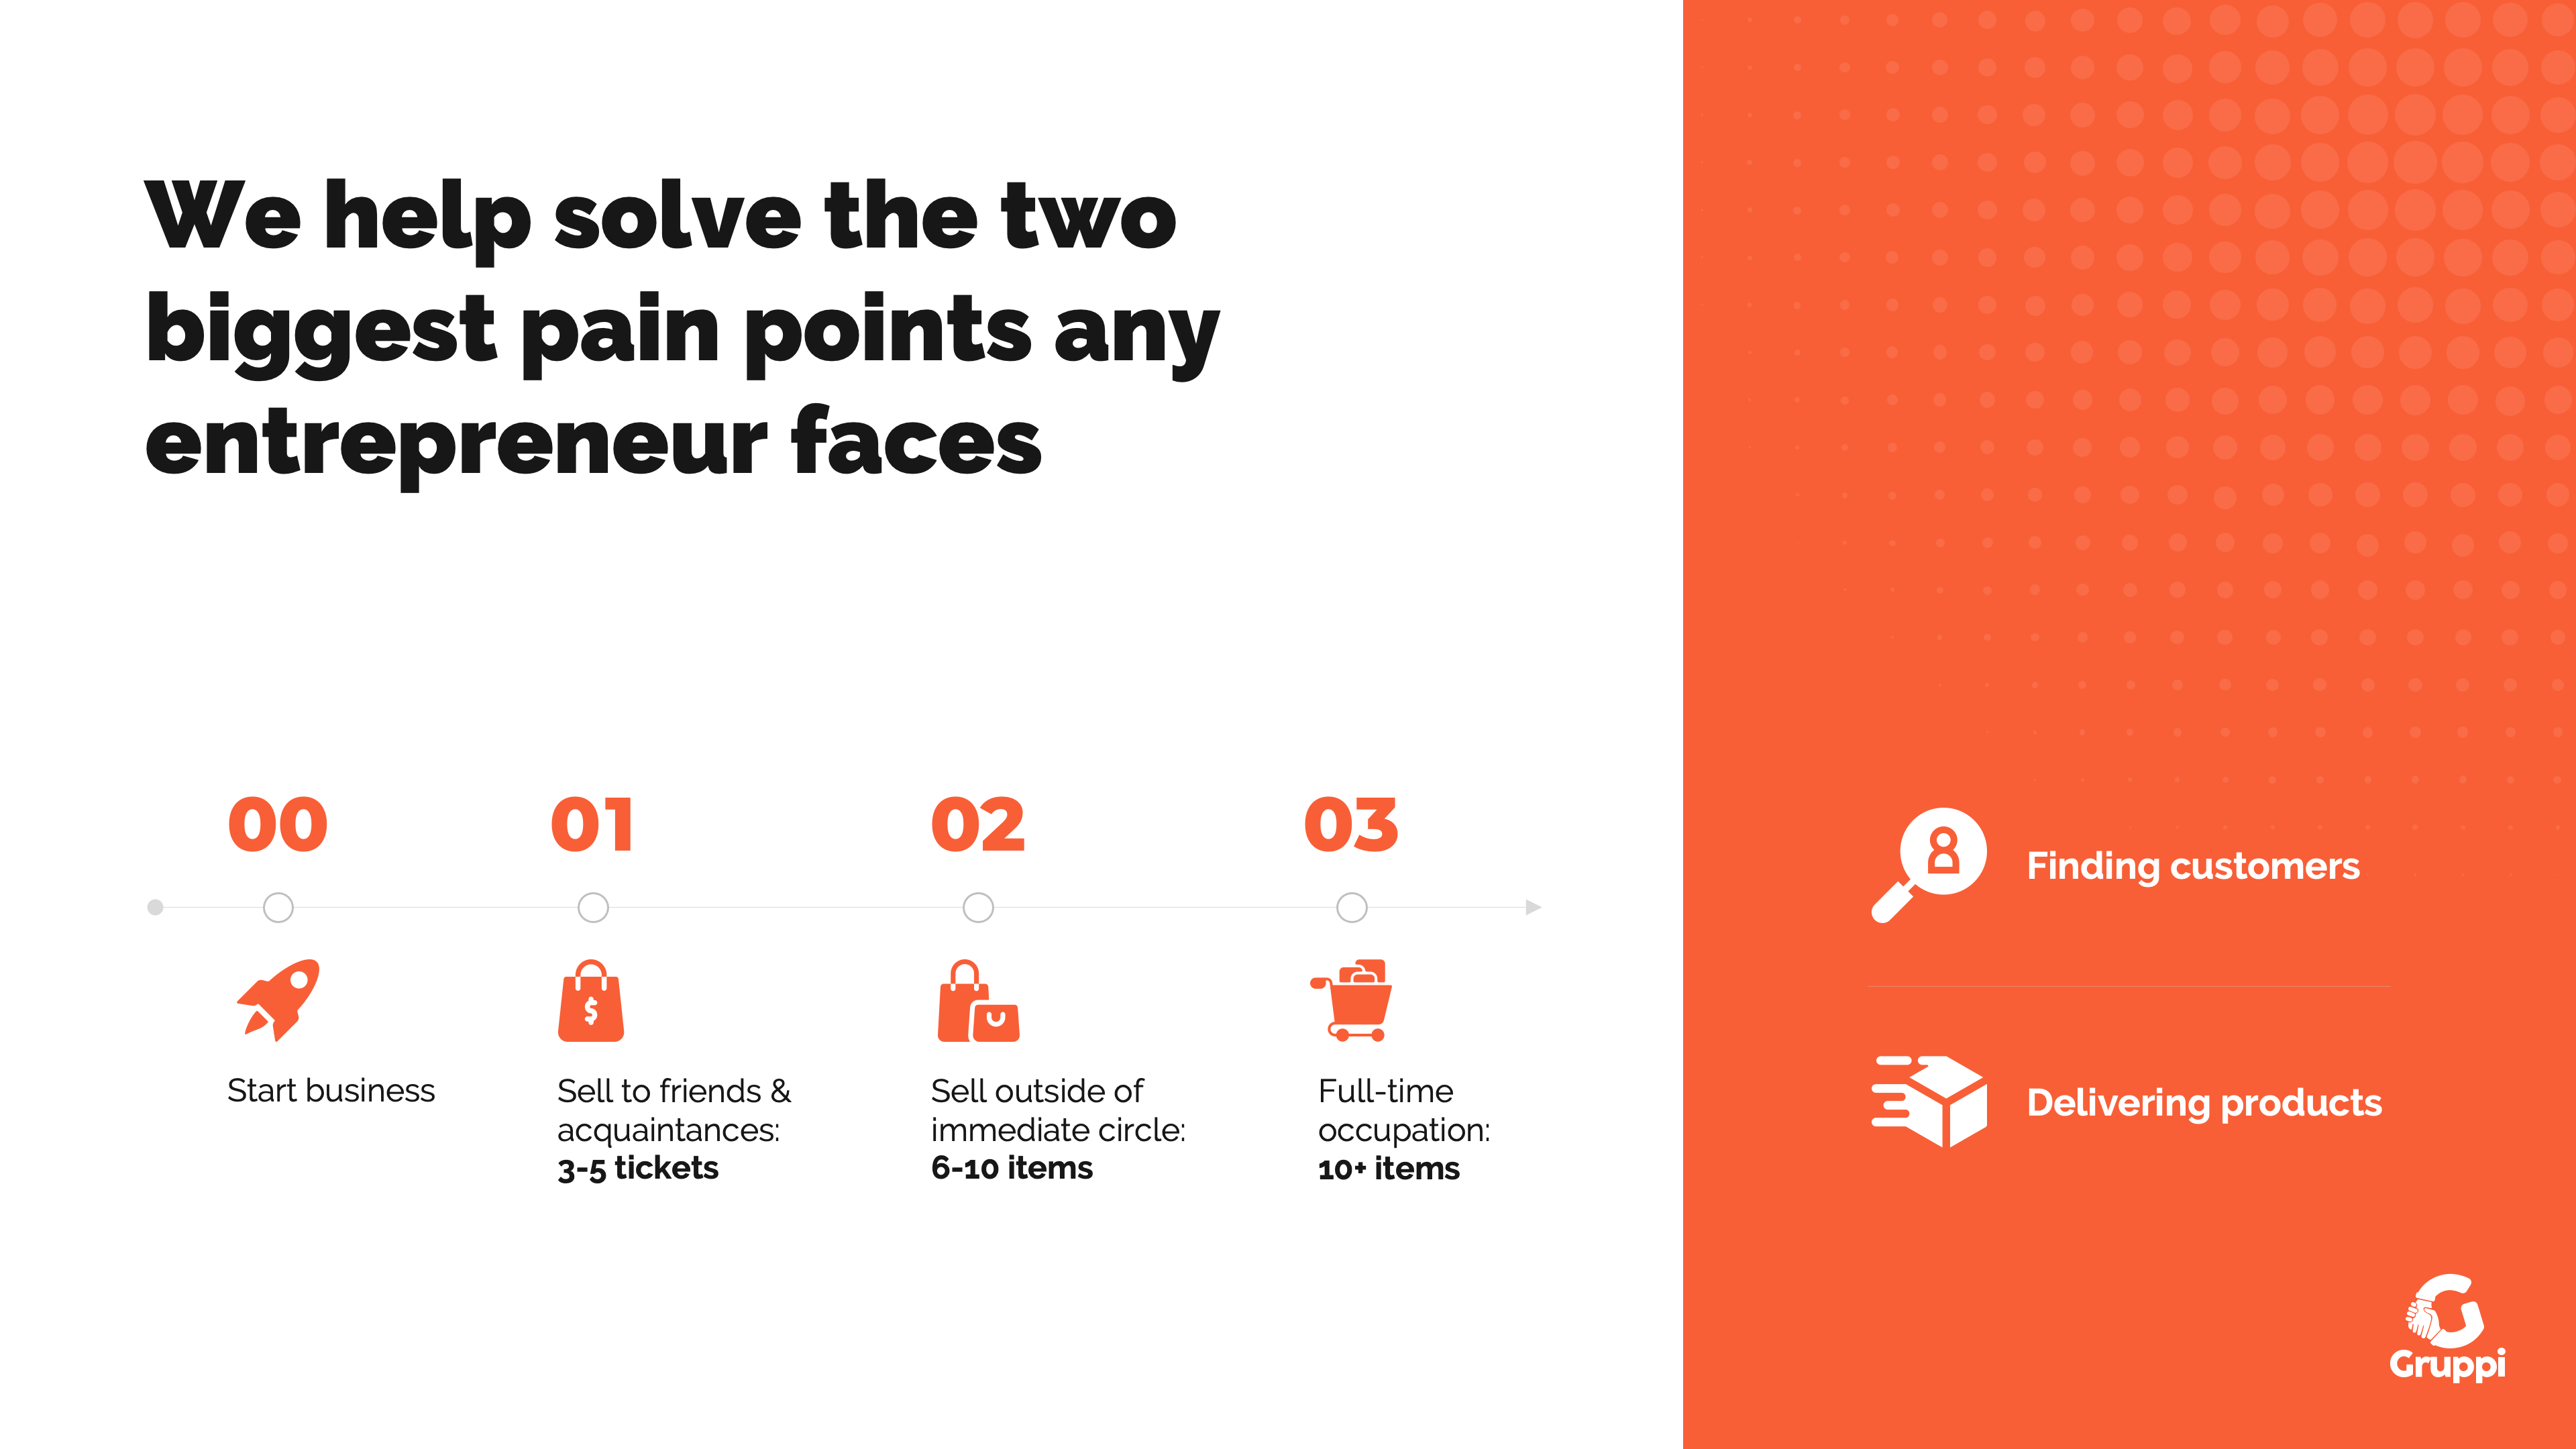 We help solve the two
biggest pain points any
entrepreneur faces
00
Start business
01
Sell to friends &
acquaintances:
3-5 tickets
02
Sell outside of
immediate circle:
6-10 items
03
Full-time
occupation:
10+ items
$
Finding customers
Delivering products
Gruppi